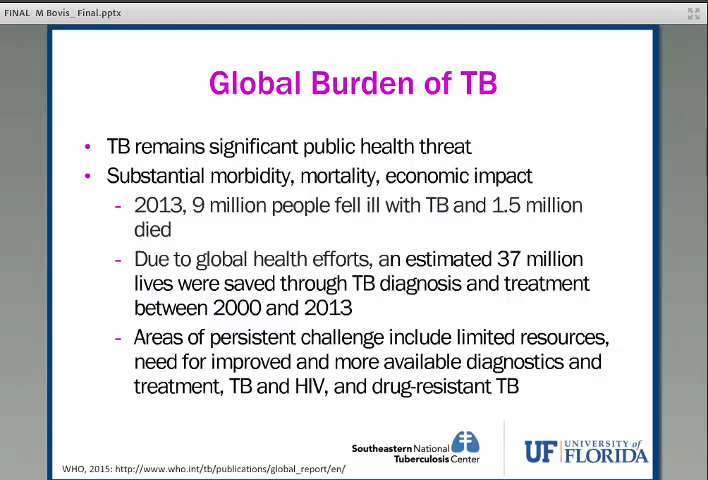 FINAL M Bovis_ Final.pptx
Global Burden of TB
• TB remains significant public health threat
• Substantial morbidity, mortality, economic impact
- 2013, 9 million people fell ill with TB and 1.5 million
died
- Due to global health efforts, an estimated 37 million
lives were saved through TB diagnosis and treatment
between 2000 and 2013
- Areas of persistent challenge include limited resources,
need for improved and more available diagnostics and
treatment, TB and HIV, and drug-resistant TB
Southeastern National
Tuberculosis Center
UF UNIVERSITY of
FLORIDA
WHO, 2015: http://www.who.int/tb/publications/global_report/en/